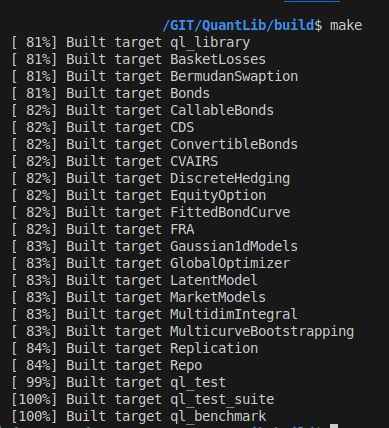 /GIT/QuantLib/build$ make
[ 81%] Built target ql_library
[ 81%] Built target BasketLosses
[ 81%] Built target BermudanSwaption
[ 81%] Built target Bonds
[ 82%] Built target CallableBonds
[ 82%] Built target CDS
[ 82%] Built target ConvertibleBonds
[ 82%] Built target CVAIRS
[ 82%] Built target DiscreteHedging
[ 82%] Built target EquityOption
[ 82%] Built target FittedBondCurve
[ 82%] Built target FRA
[ 83%] Built target Gaussian1dModels
[ 83%] Built target GlobalOptimizer
[ 83%] Built target LatentModel
[ 83%] Built target MarketModels
[ 83%] Built target MultidimIntegral
[ 83%] Built target MulticurveBootstrapping
[ 84%] Built target Replication
[ 84%] Built target Repo
[ 99%] Built target ql_test
[100%] Built target ql_test_suite
[100%] Built target ql_benchmark